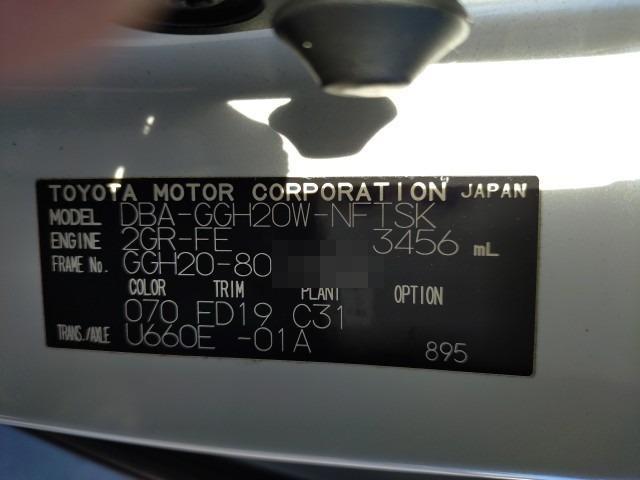 TOYOTA MOTOR CORPORATION JAPAN
MODEL DBA-GGH20W-NFTSK
ENGINE 2GR-FE 3456 mL
FRAME No. GGH20-80
COLOR TRIM PLANT OPTION
070 FD19 C31
TRANS./AXLE U660E -01A
895